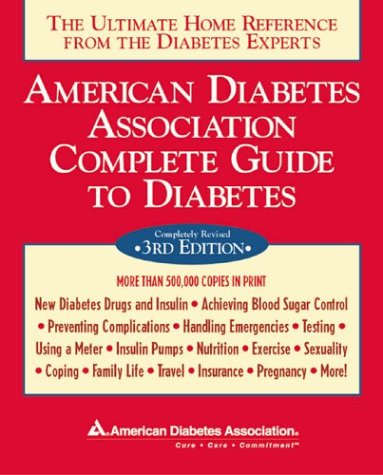 THE ULTIMATE HOME REFERENCE
FROM THE DIABETES EXPERTS
AMERICAN DIABETES
ASSOCIATION
COMPLETE GUIDE
TO DIABETES
Completely Revised
•3RD EDITION•
MORE THAN 500,000 COPIES IN PRINT
New Diabetes Drugs and Insulin • Achieving Blood Sugar Control
• Preventing Complications • Handling Emergencies • Testing •
Using a Meter • Insulin Pumps • Nutrition • Exercise • Sexuality
• Coping • Family Life • Travel • Insurance • Pregnancy • More!
American Diabetes Association®
Cure • Care • Commitment℠